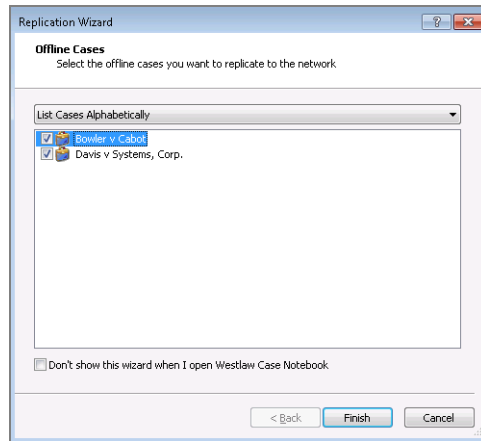 Replication Wizard
?
Offline Cases
Select the offline cases you want to replicate to the network
List Cases Alphabetically
Bowler v Cabot
Davis v Systems, Corp.
Don't show this wizard when I open Westlaw Case Notebook
< Back
Finish
Cancel